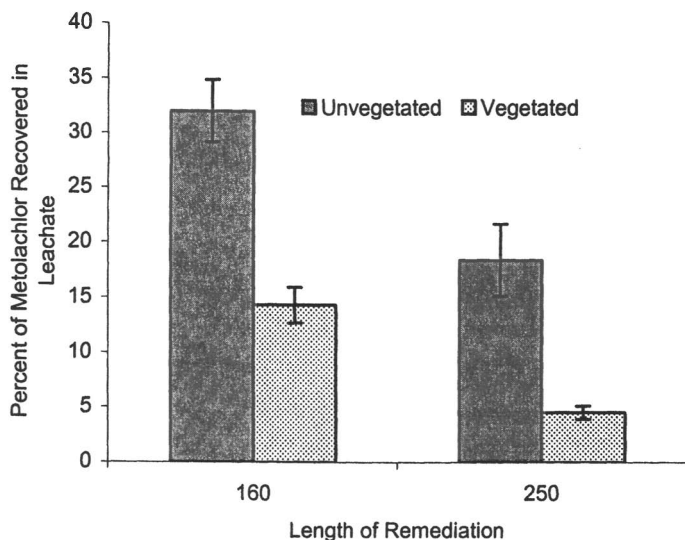 40
35
30
25
20
15
10
5
0
Percent of Metolachlor Recovered in
Leachate
Unvegetated Vegetated
160 250
Length of Remediation